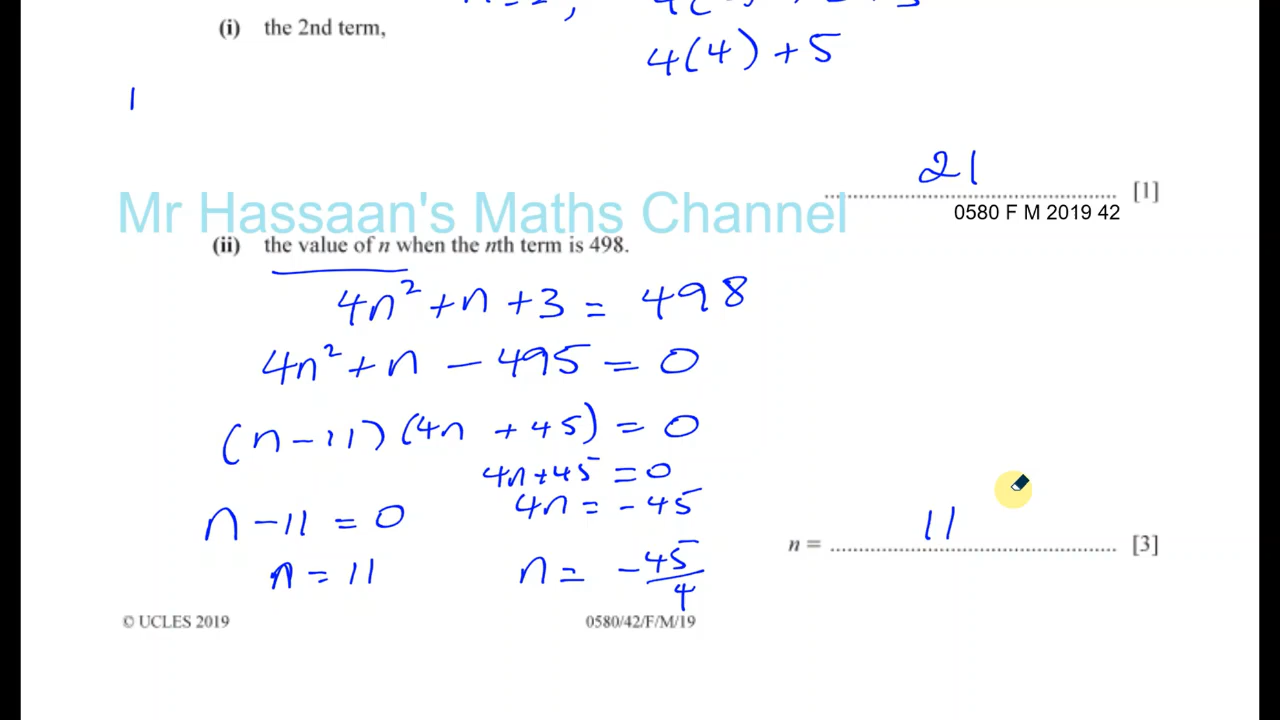 (i) the 2nd term,
4(4) + 5
21
[1]
Mr Hassaan's Maths Channel
0580 F M 2019 42
(ii) the value of n when the nth term is 498.
4n² + n + 3 = 498
4n² + n - 495 = 0
(n - 11) (4n + 45) = 0
4n + 45 = 0
4n = - 45
n - 11 = 0
n = 11
n = -45/4
n = 11 [3]
© UCLES 2019
0580/42/F/M/19